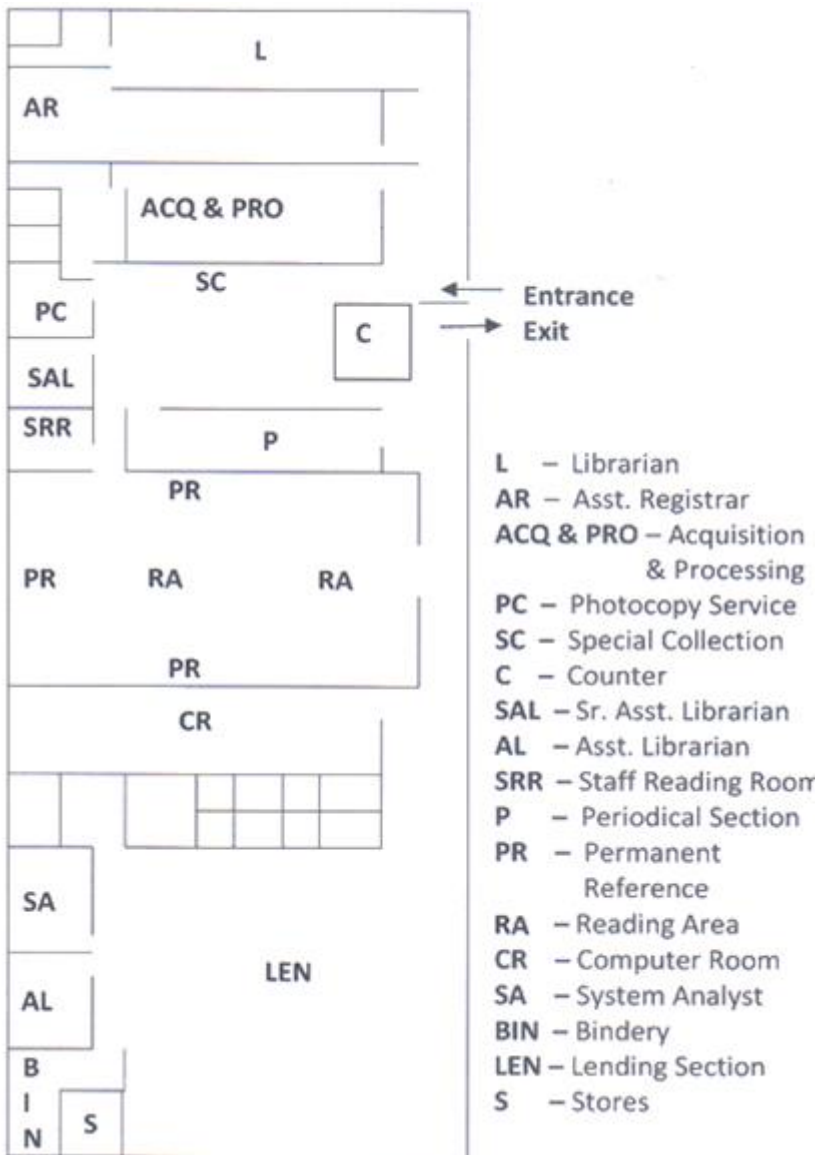 L
AR
ACQ & PRO
SC
Entrance
PC
C
Exit
SAL
SRR
P
PR
PR
RA
RA
PR
CR
SA
LEN
AL
B
I
N
S
L – Librarian
AR – Asst. Registrar
ACQ & PRO – Acquisition
& Processing
PC – Photocopy Service
SC – Special Collection
C – Counter
SAL – Sr. Asst. Librarian
AL – Asst. Librarian
SRR – Staff Reading Room
P – Periodical Section
PR – Permanent
Reference
RA – Reading Area
CR – Computer Room
SA – System Analyst
BIN – Bindery
LEN – Lending Section
S – Stores